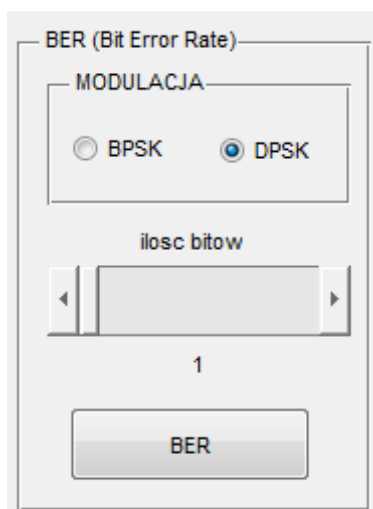 BER (Bit Error Rate)
MODULACJA
BPSK DPSK
ilosc bitow
1
BER